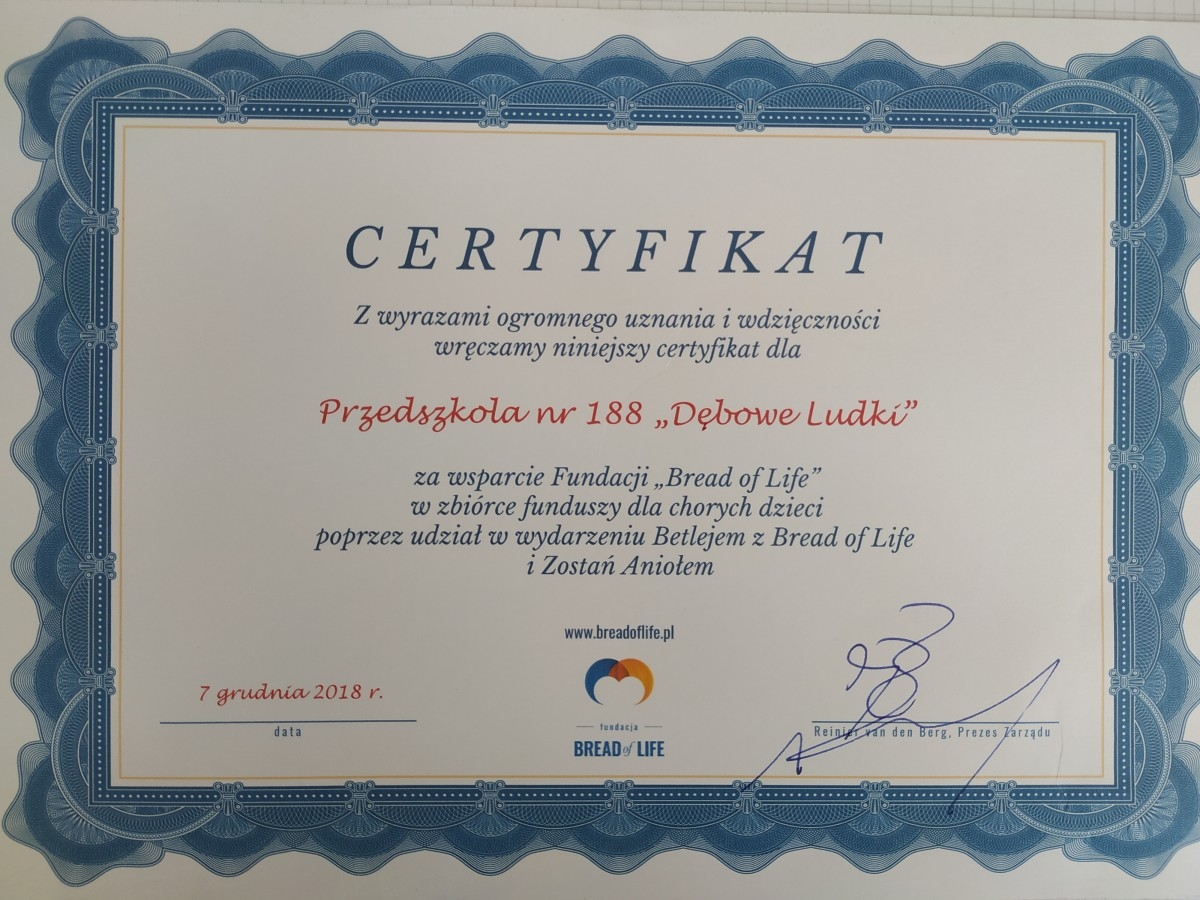 CERTYFIKAT
Z wyrazami ogromnego uznania i wdzięczności
wręczamy niniejszy certyfikat dla
Przedszkola nr 188 „Dębowe Ludki”
za wsparcie Fundacji „Bread of Life”
w zbiórce funduszy dla chorych dzieci
poprzez udział w wydarzeniu Betlejem z Bread of Life
i Zostań Aniołem
www.breadoflife.pl
7 grudnia 2018 r.
data
fundacja
BREAD of LIFE
Reinier van den Berg, Prezes Zarządu